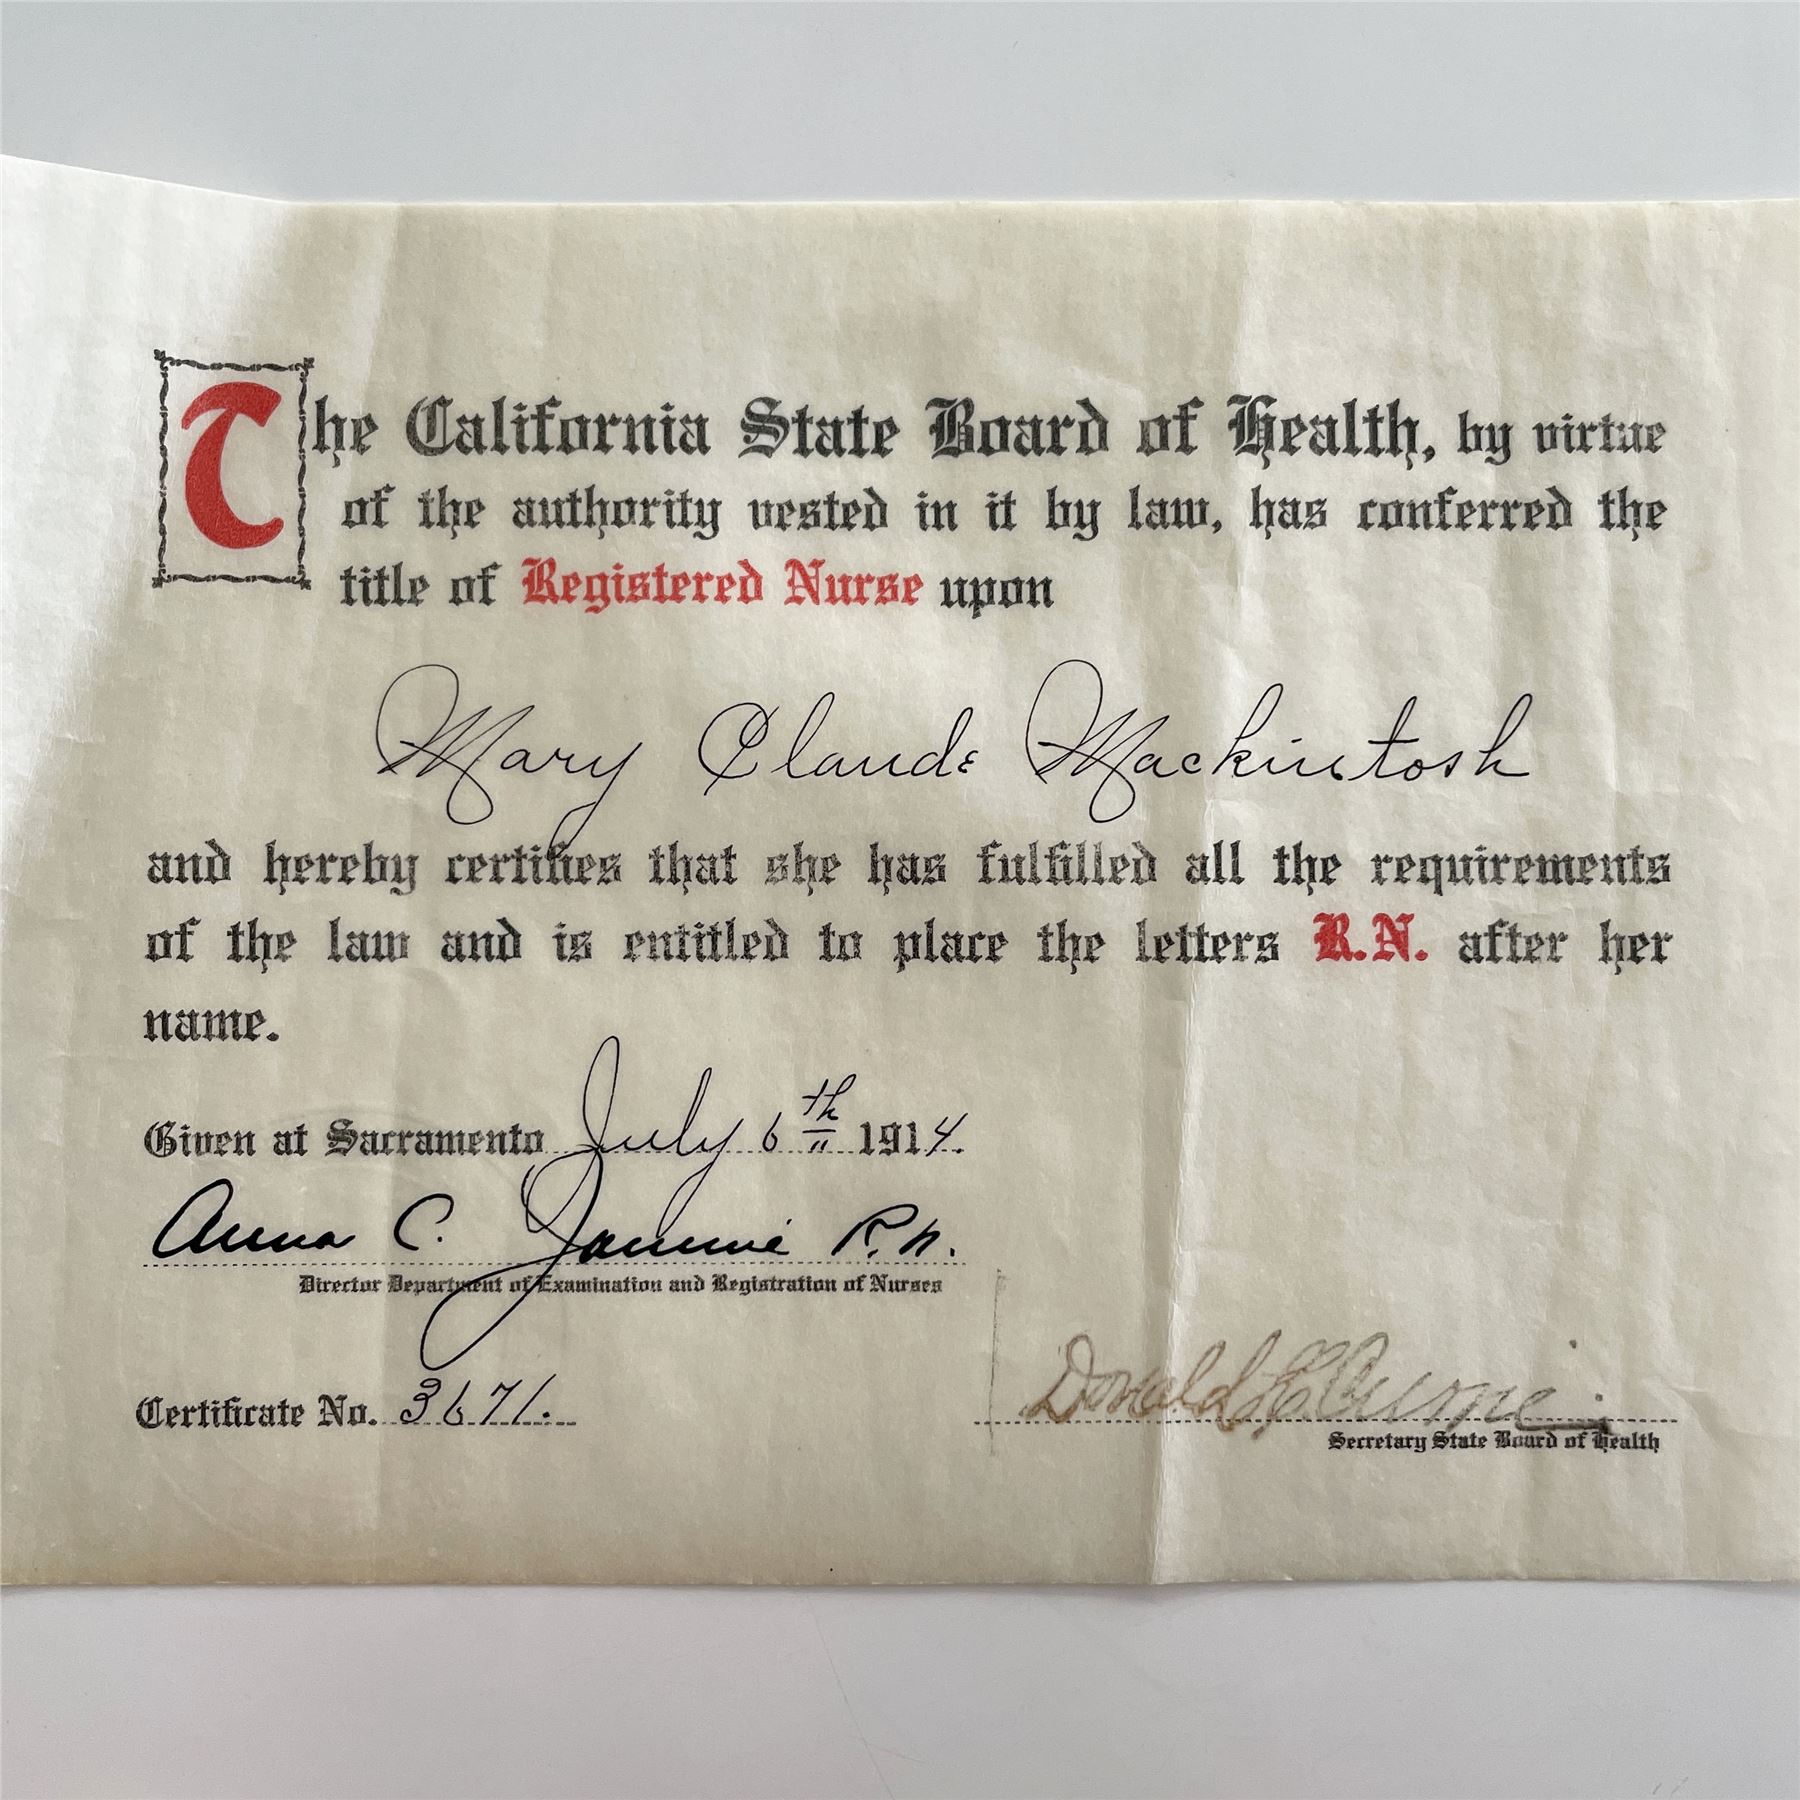 The California State Board of Health, by virtue
of the authority vested in it by law, has conferred the
title of Registered Nurse upon
Mary Claude Mackintosh
and hereby certifies that she has fulfilled all the requirements
of the law and is entitled to place the letters R.N. after her
name.
Given at Sacramento July 6th 1914.
Anna C. Jammé R.N.
Director Department of Examination and Registration of Nurses
Certificate No. 3671.
Donald H. Currie
Secretary State Board of Health